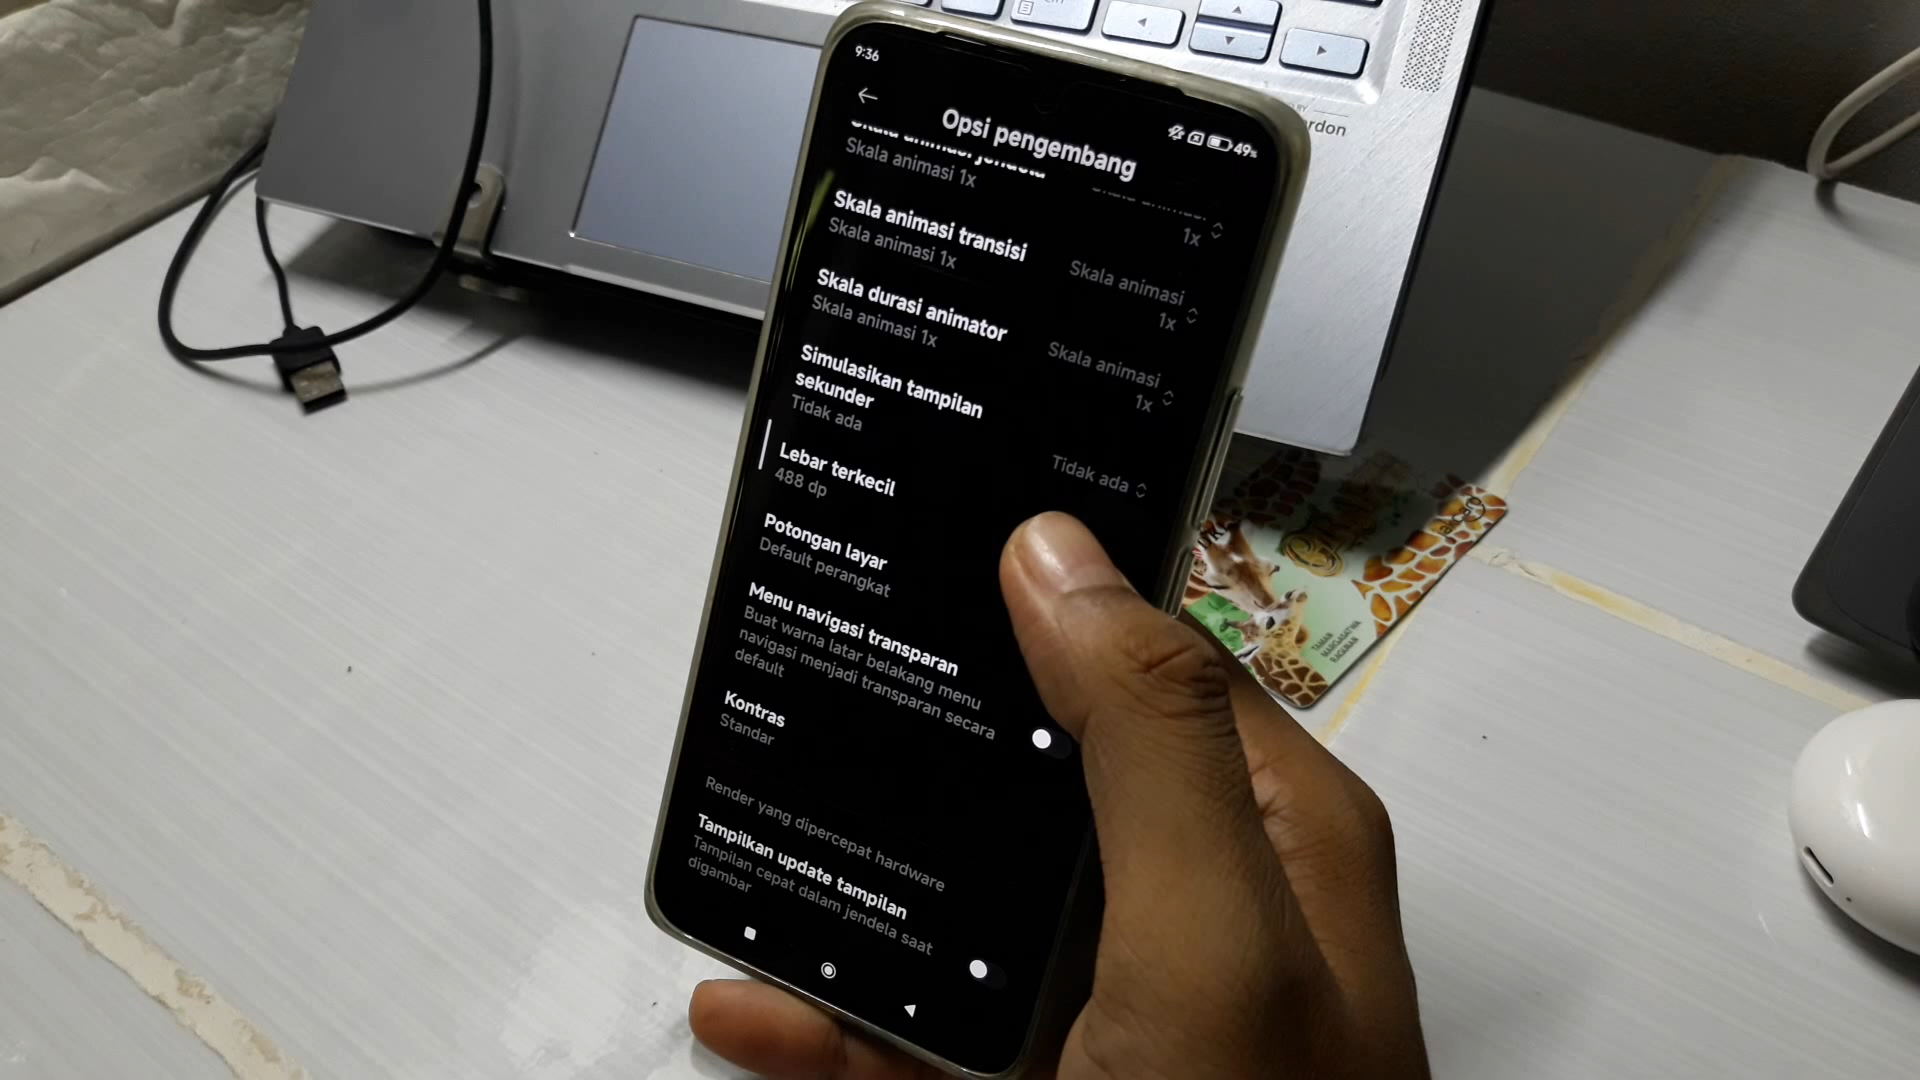 9:36
49%
Opsi pengembang
Skala animasi jendela
Skala animasi 1x
1x
Skala animasi transisi
Skala animasi 1x
Skala animasi
1x
Skala durasi animator
Skala animasi 1x
Skala animasi
1x
Simulasikan tampilan
sekunder
Tidak ada
Tidak ada
Lebar terkecil
488 dp
Potongan layar
Default perangkat
Menu navigasi transparan
Buat warna latar belakang menu
navigasi menjadi transparan secara
default
Kontras
Standar
Render yang dipercepat hardware
Tampilkan update tampilan
Tampilan cepat dalam jendela saat
digambar
TAMAN
MARGASATWA
RAGUNAN